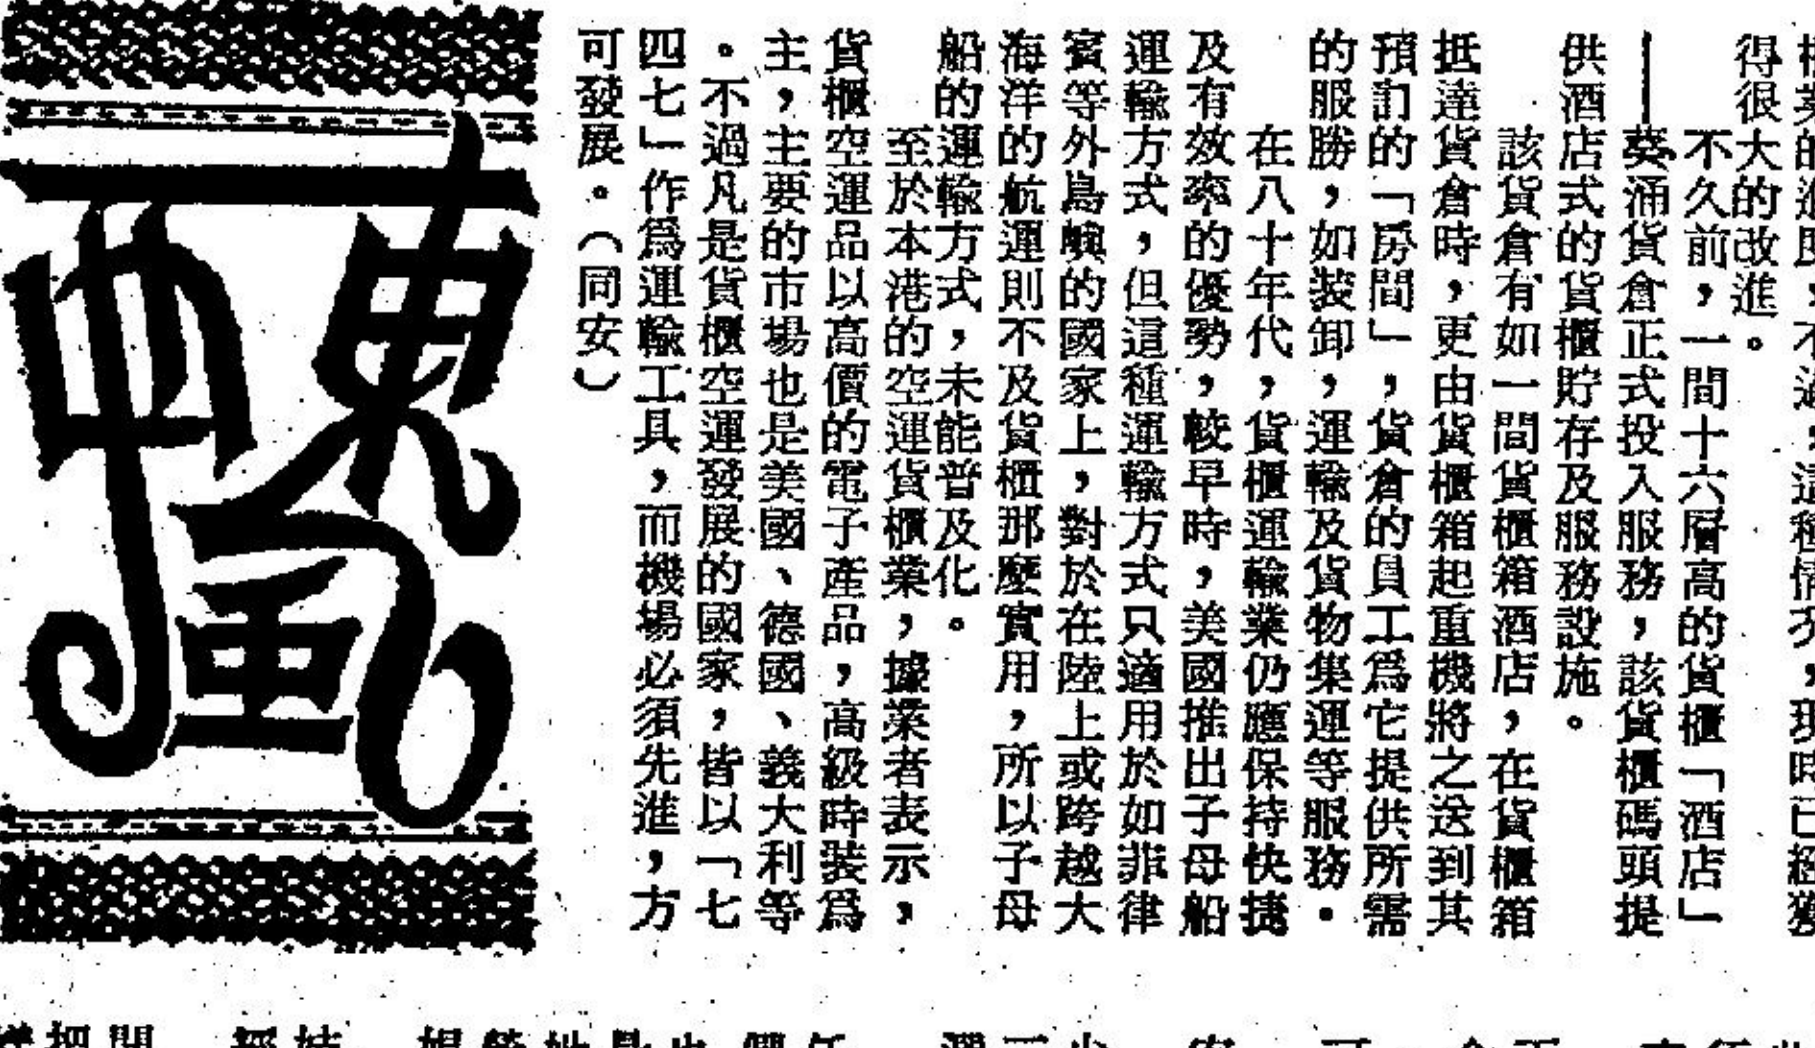 得很大的改進。
不久前，一間十六層高的貨櫃「酒店」
——葵涌貨倉正式投入服務，該貨櫃碼頭提
供酒店式的貨櫃貯存及服務設施。
該貨倉有如一間貨櫃箱酒店，在貨櫃箱
抵達貨倉時，更由貨櫃箱起重機將之送到其
預訂的「房間」，貨倉的員工爲它提供所需
的服勝，如裝卸，運輸及貨物集運等服務。
在八十年代，貨櫃運輸業仍應保持快捷
及有效率的優勢，較早時，美國推出子母船
運輸方式，但這種運輸方式只適用於如菲律
賓等外島嶼的國家上，對於在陸上或跨越大
海洋的航運則不及貨櫃那麼實用，所以子母
船的運輸方式，未能普及化。
至於本港的空運貨櫃業，據業者表示，
貨櫃空運品以高價的電子產品，高級時裝爲
主，主要的市場也是美國、德國、義大利等
。不過凡是貨櫃空運發展的國家，皆以「七
四七」作爲運輸工具，而機場必須先進，方
可發展。（同安）